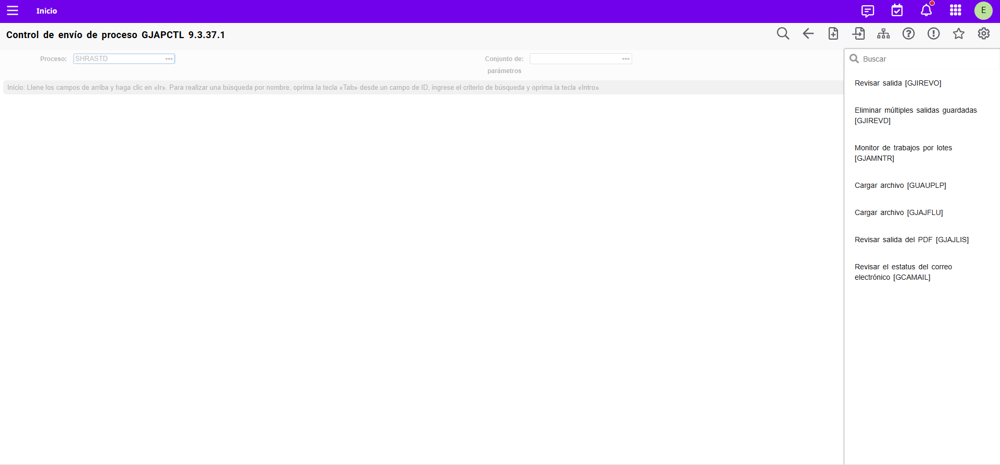 Inicio
E
Control de envío de proceso GJAPCTL 9.3.37.1
Proceso: SHRASTD
Conjunto de:
parámetros
Inicio: Llene los campos de arriba y haga clic en «Ir». Para realizar una búsqueda por nombre, oprima la tecla «Tab» desde un campo de ID, ingrese el criterio de búsqueda y oprima la tecla «Intro».
Buscar
Revisar salida [GJIREVO]
Eliminar múltiples salidas guardadas
[GJIREVD]
Monitor de trabajos por lotes
[GJAMNTR]
Cargar archivo [GUAUPLP]
Cargar archivo [GJAJFLU]
Revisar salida del PDF [GJAJLIS]
Revisar el estatus del correo
electrónico [GCAMAIL]